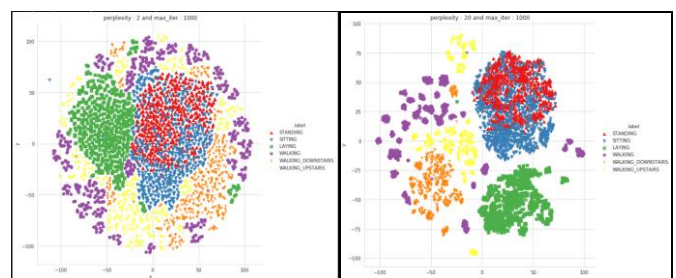 perplexity : 2 and max_iter : 1000
100
50
0
-50
-100
-100
-50
0
50
100
y
label
STANDING
SITTING
LAYING
WALKING
WALKING_DOWNSTAIRS
WALKING_UPSTAIRS
perplexity : 20 and max_iter : 1000
100
75
50
25
0
-25
-50
-75
-100
-100
-50
0
50
100
y
label
STANDING
SITTING
LAYING
WALKING
WALKING_DOWNSTAIRS
WALKING_UPSTAIRS